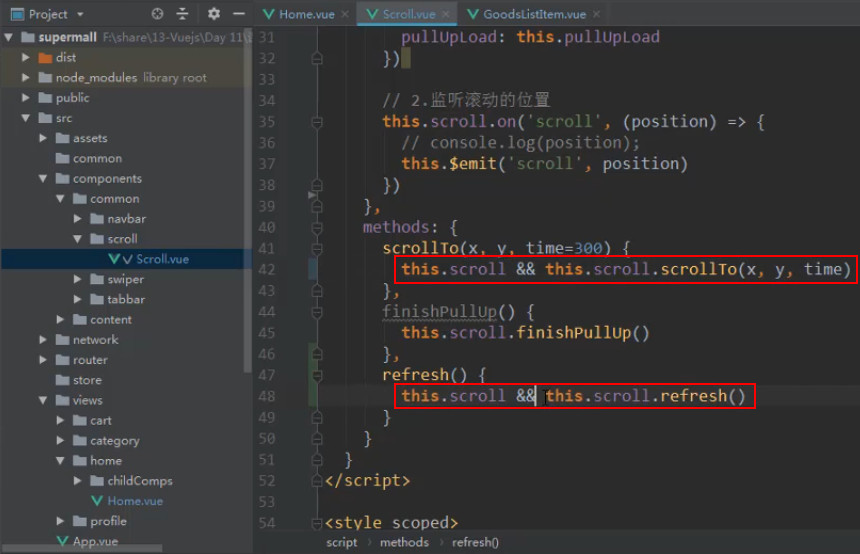 Project
Home.vue
Scroll.vue
GoodsListItem.vue
supermall F:\share\13-Vuejs\Day 11\
dist
node_modules library root
public
src
assets
common
components
common
navbar
scroll
Scroll.vue
swiper
tabbar
content
network
router
store
views
cart
category
home
childComps
Home.vue
profile
App.vue
31 pullUpLoad: this.pullUpLoad
32 })
33
34 // 2.监听滚动的位置
35 this.scroll.on('scroll', (position) => {
36 // console.log(position);
37 this.$emit('scroll', position)
38 })
39 },
40 methods: {
41 scrollTo(x, y, time=300) {
42 this.scroll && this.scroll.scrollTo(x, y, time)
43 },
44 finishPullUp() {
45 this.scroll.finishPullUp()
46 },
47 refresh() {
48 this.scroll && this.scroll.refresh()
49 }
50 }
51 }
52 </script>
53
54 <style scoped>
script › methods › refresh()